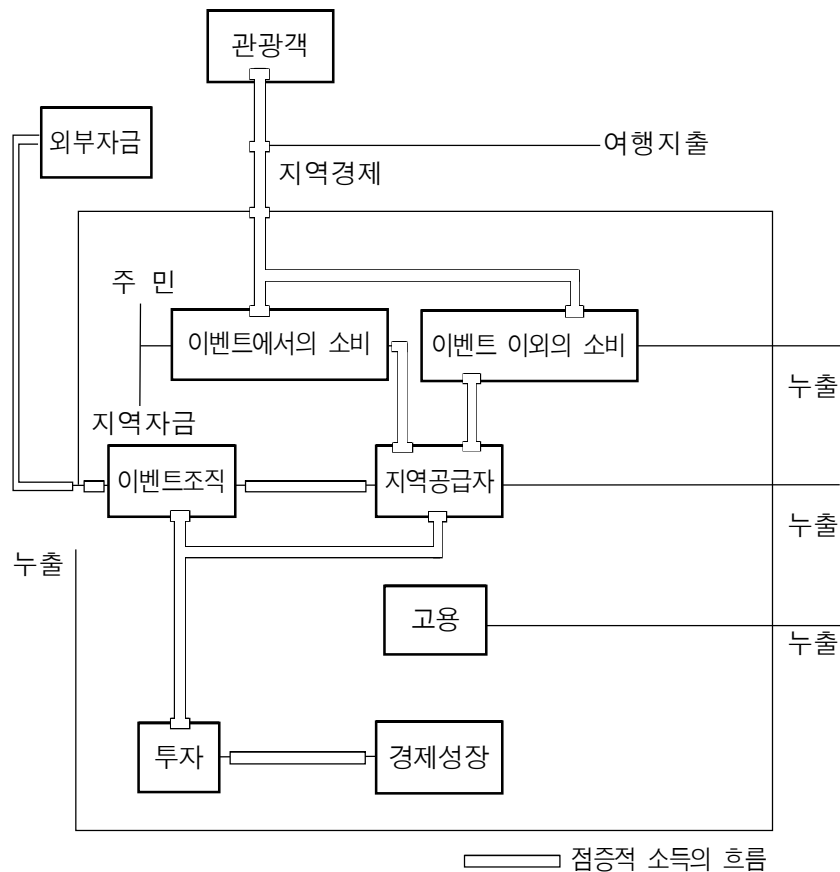 관광객
외부자금
여행지출
지역경제
주 민
이벤트에서의 소비
이벤트 이외의 소비
누출
지역자금
이벤트조직
지역공급자
누출
누출
고용
누출
투자
경제성장
점증적 소득의 흐름